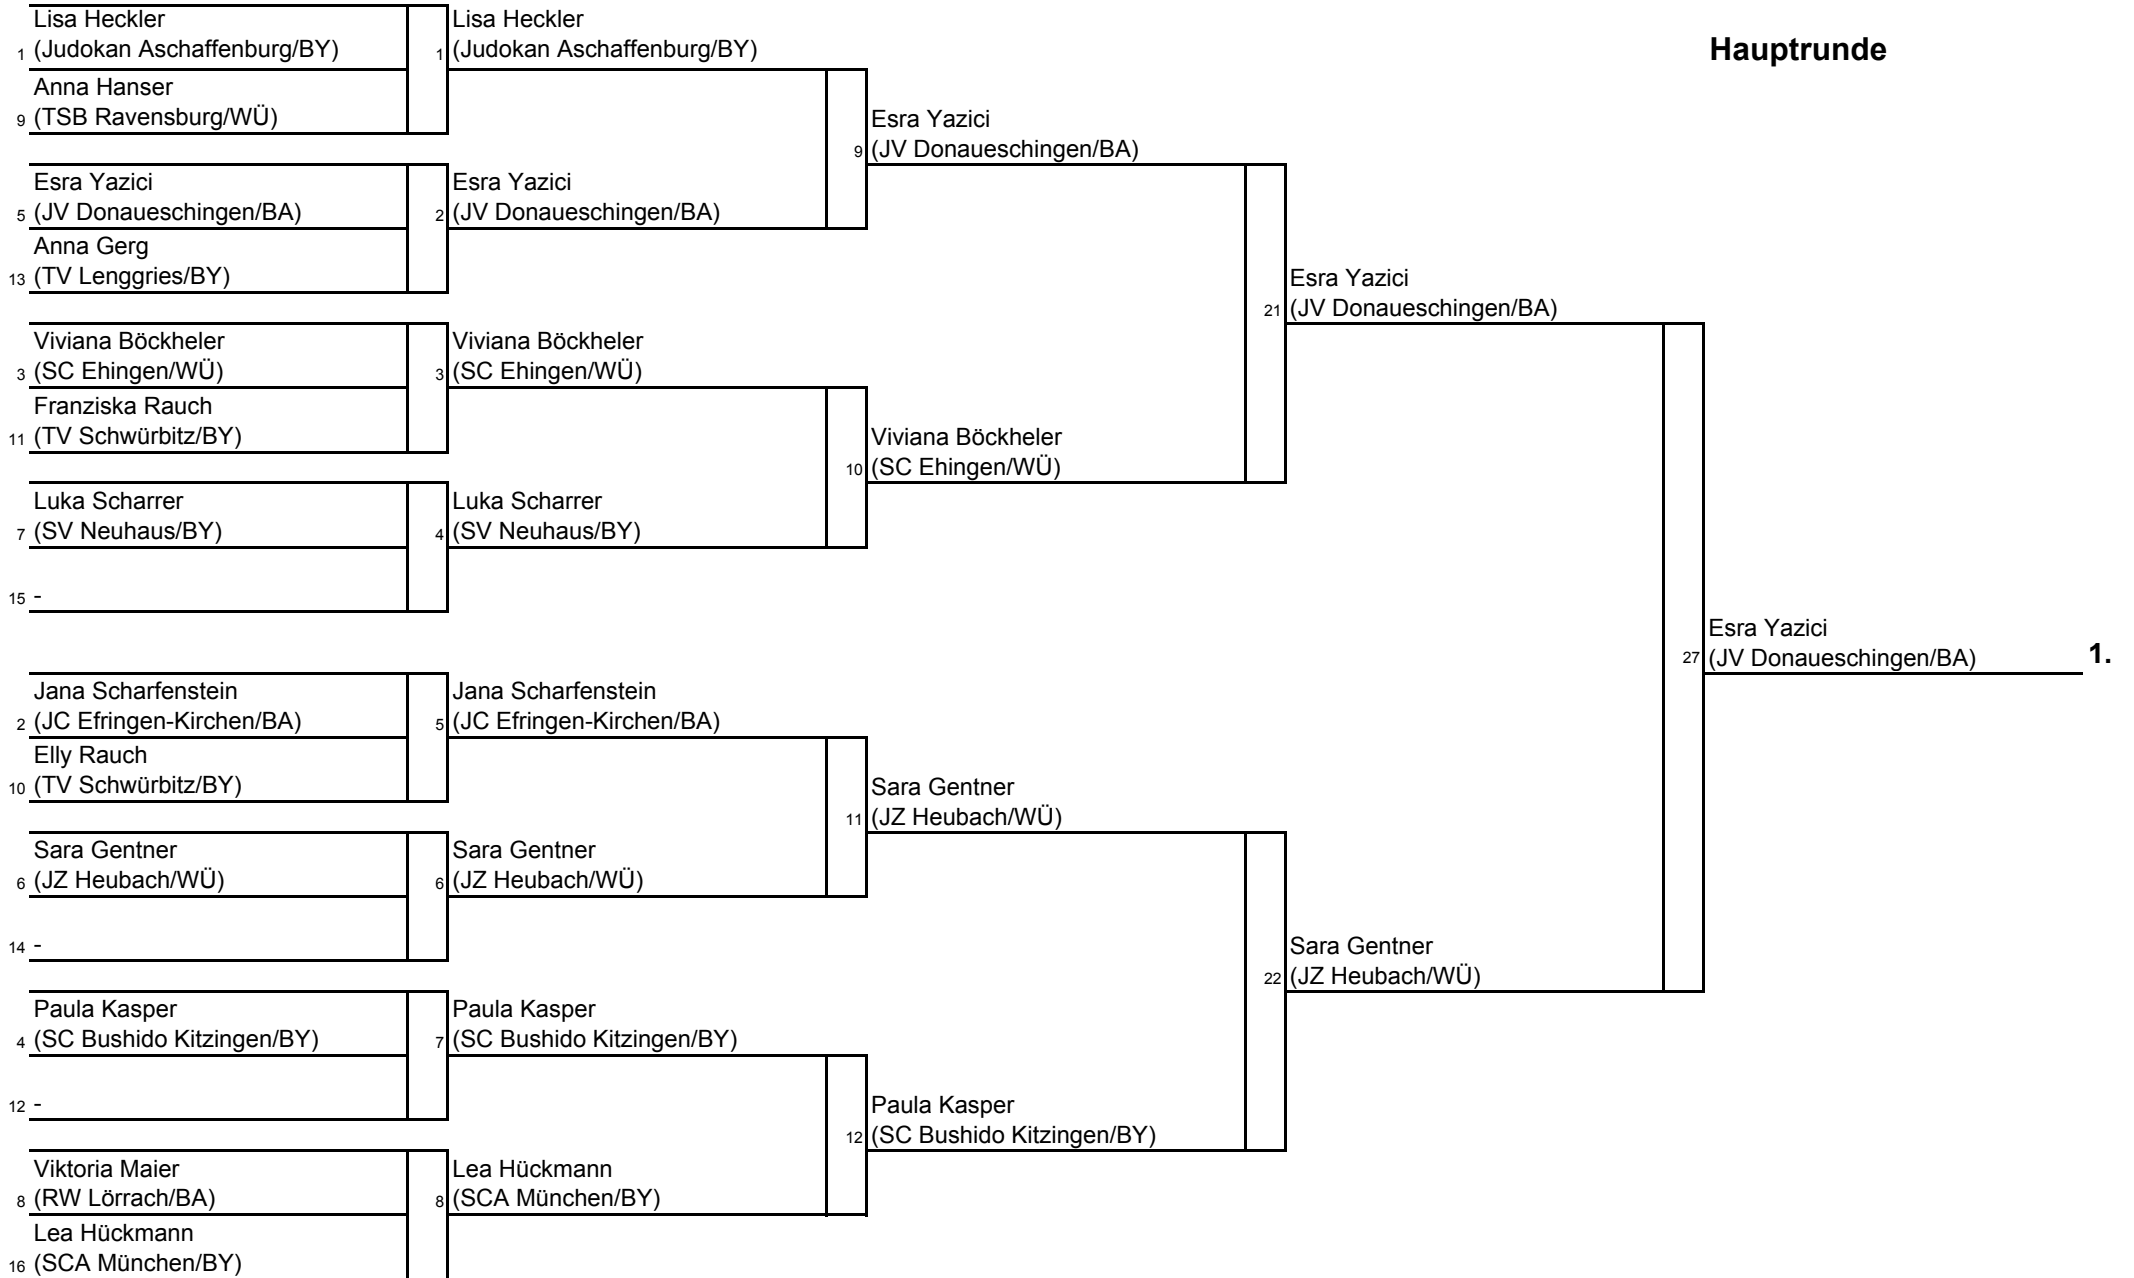 Hauptrunde
Lisa Heckler
1 (Judokan Aschaffenburg/BY)
Anna Hanser
9 (TSB Ravensburg/WÜ)
Esra Yazici
5 (JV Donaueschingen/BA)
Anna Gerg
13 (TV Lenggries/BY)
Viviana Böckheler
3 (SC Ehingen/WÜ)
Franziska Rauch
11 (TV Schwürbitz/BY)
Luka Scharrer
7 (SV Neuhaus/BY)
15 -
Jana Scharfenstein
2 (JC Efringen-Kirchen/BA)
Elly Rauch
10 (TV Schwürbitz/BY)
Sara Gentner
6 (JZ Heubach/WÜ)
14 -
Paula Kasper
4 (SC Bushido Kitzingen/BY)
12 -
Viktoria Maier
8 (RW Lörrach/BA)
Lea Hückmann
16 (SCA München/BY)
Lisa Heckler
1 (Judokan Aschaffenburg/BY)
Esra Yazici
2 (JV Donaueschingen/BA)
Viviana Böckheler
3 (SC Ehingen/WÜ)
Luka Scharrer
4 (SV Neuhaus/BY)
Jana Scharfenstein
5 (JC Efringen-Kirchen/BA)
Sara Gentner
6 (JZ Heubach/WÜ)
Paula Kasper
7 (SC Bushido Kitzingen/BY)
Lea Hückmann
8 (SCA München/BY)
Esra Yazici
9 (JV Donaueschingen/BA)
Viviana Böckheler
10 (SC Ehingen/WÜ)
Sara Gentner
11 (JZ Heubach/WÜ)
Paula Kasper
12 (SC Bushido Kitzingen/BY)
Esra Yazici
21 (JV Donaueschingen/BA)
Sara Gentner
22 (JZ Heubach/WÜ)
Esra Yazici
27 (JV Donaueschingen/BA) 1.